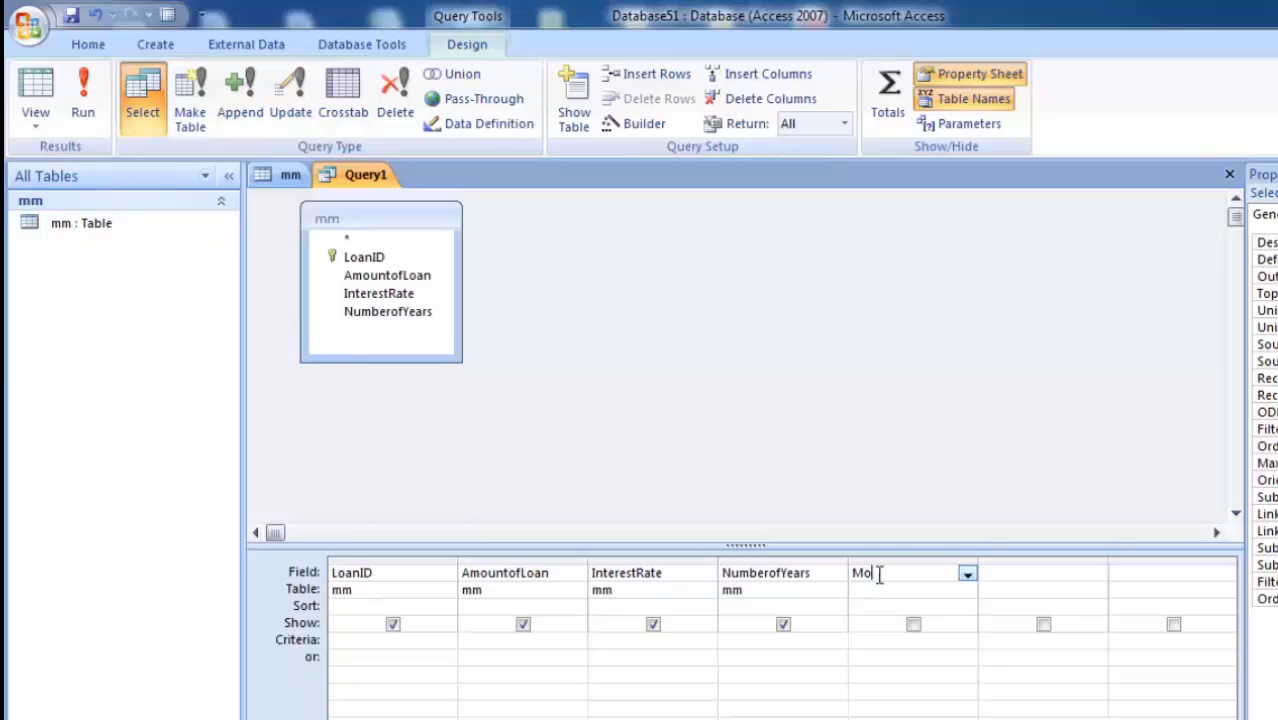 Query Tools
Database51 : Database (Access 2007) - Microsoft Access
Home Create External Data Database Tools Design
View
Run
Select
Make Table
Append
Update
Crosstab
Delete
Union
Pass-Through
Data Definition
Show Table
Insert Rows
Delete Rows
Builder
Insert Columns
Delete Columns
Return: All
Totals
Property Sheet
Table Names
Parameters
Results
Query Type
Query Setup
Show/Hide
All Tables «
mm
mm : Table
mm Query1
mm
*
LoanID
AmountofLoan
InterestRate
NumberofYears
Field: LoanID AmountofLoan InterestRate NumberofYears Mo
Table: mm mm mm mm
Sort:
Show:
Criteria:
or:
Prop
Selec
Gen
Des
Def
Out
Top
Uni
Uni
Sou
Sou
Rec
Rec
ODI
Filte
Ord
Max
Orie
Sub
Link
Link
Sub
Sub
Filte
Ord